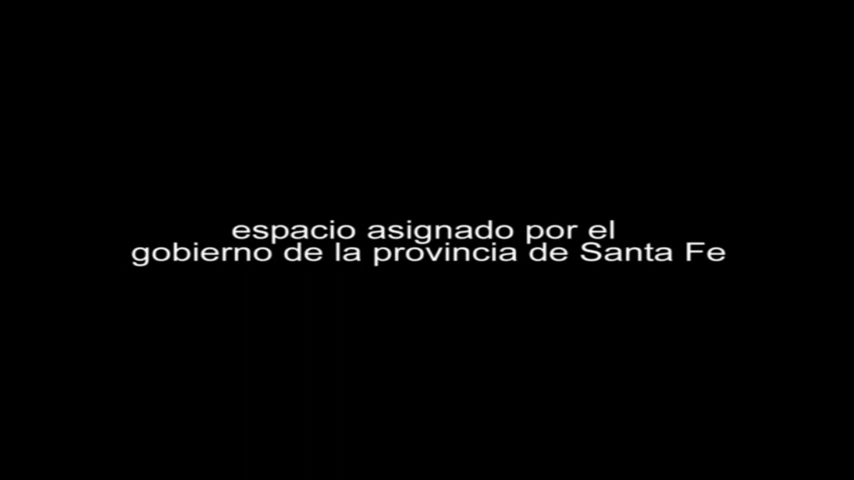 espacio asignado por el
gobierno de la provincia de Santa Fe